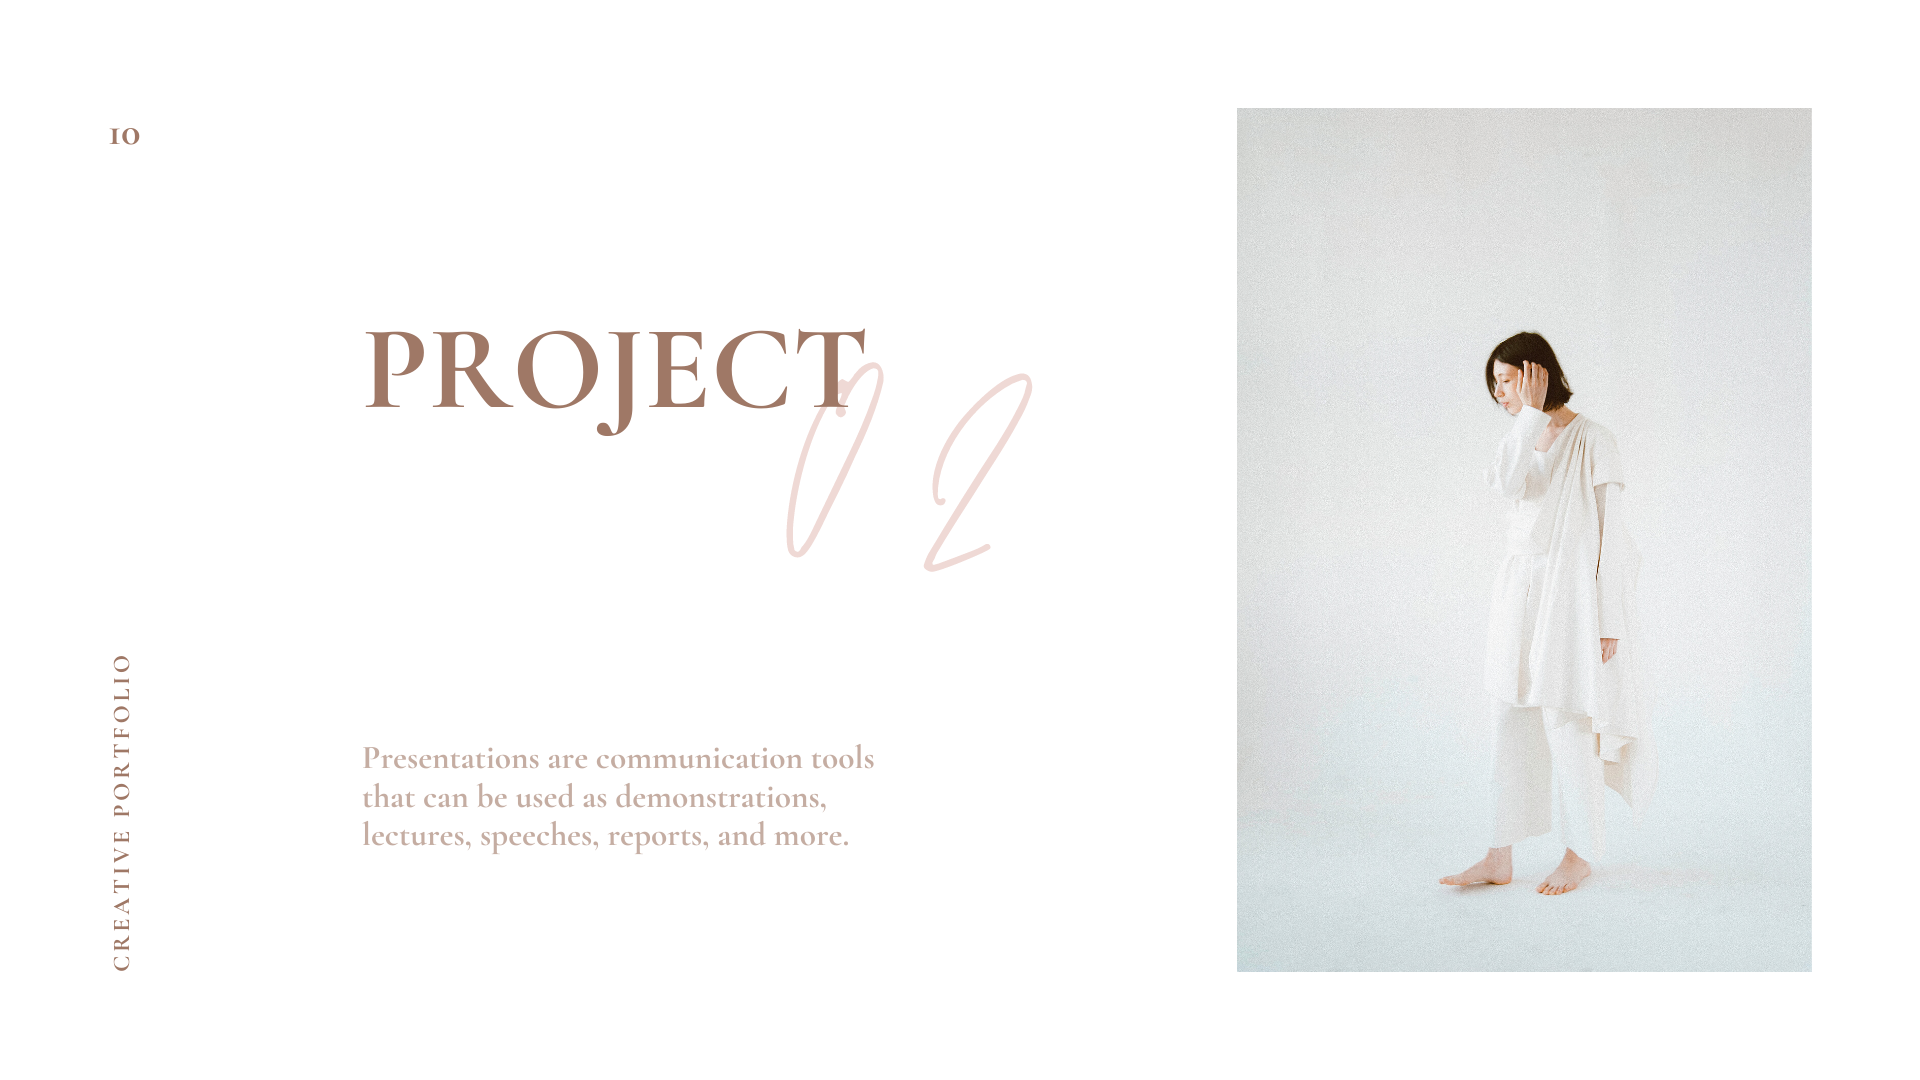 10
PROJECT
02
Presentations are communication tools
that can be used as demonstrations,
lectures, speeches, reports, and more.
CREATIVE PORTFOLIO